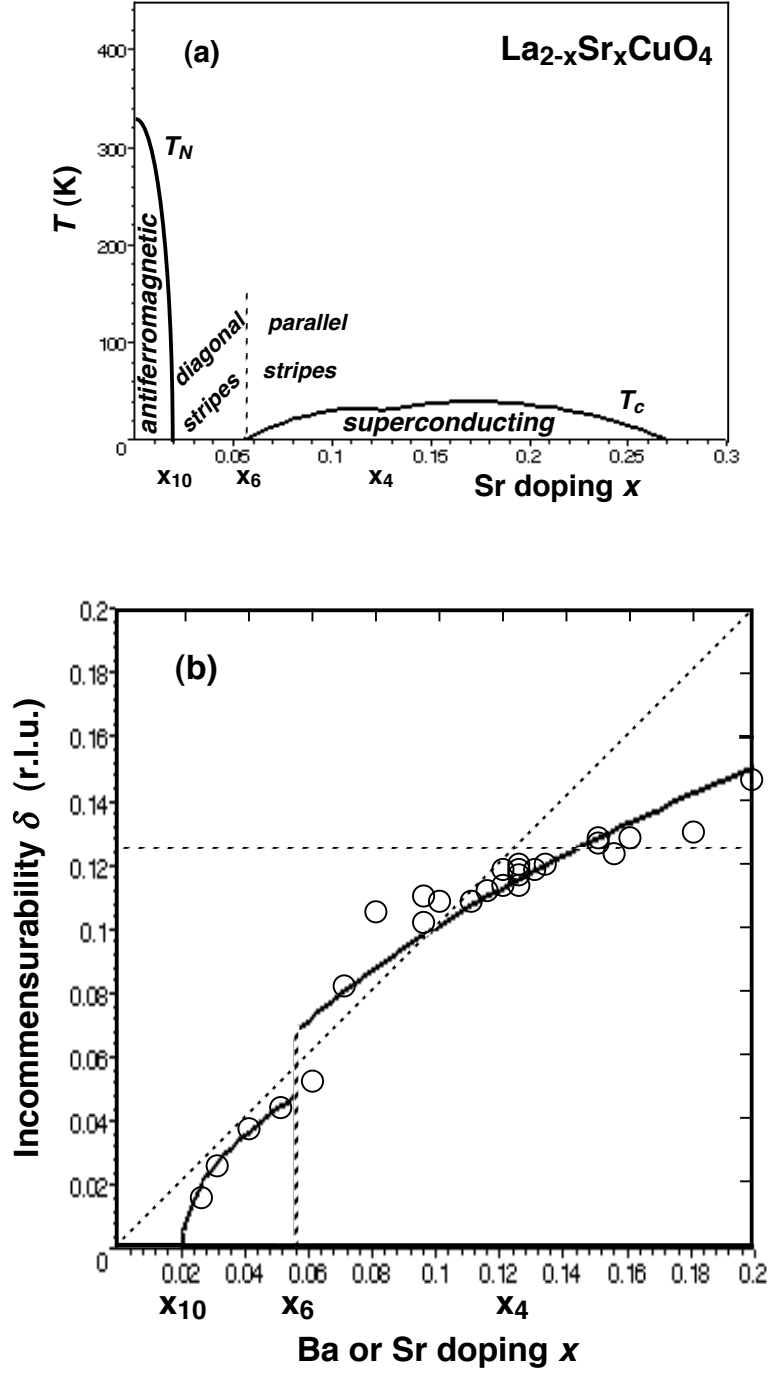 (a)
La2-xSrxCuO4
400
300
200
100
0
T (K)
TN
antiferromagnetic
diagonal
stripes
parallel
stripes
superconducting
Tc
0.05
0.1
0.15
0.2
0.25
0.3
x10
x6
x4
Sr doping x
(b)
0.2
0.18
0.16
0.14
0.12
0.1
0.08
0.06
0.04
0.02
0
Incommensurability δ (r.l.u.)
0.02
0.04
0.06
0.08
0.1
0.12
0.14
0.16
0.18
0.2
x10
x6
x4
Ba or Sr doping x